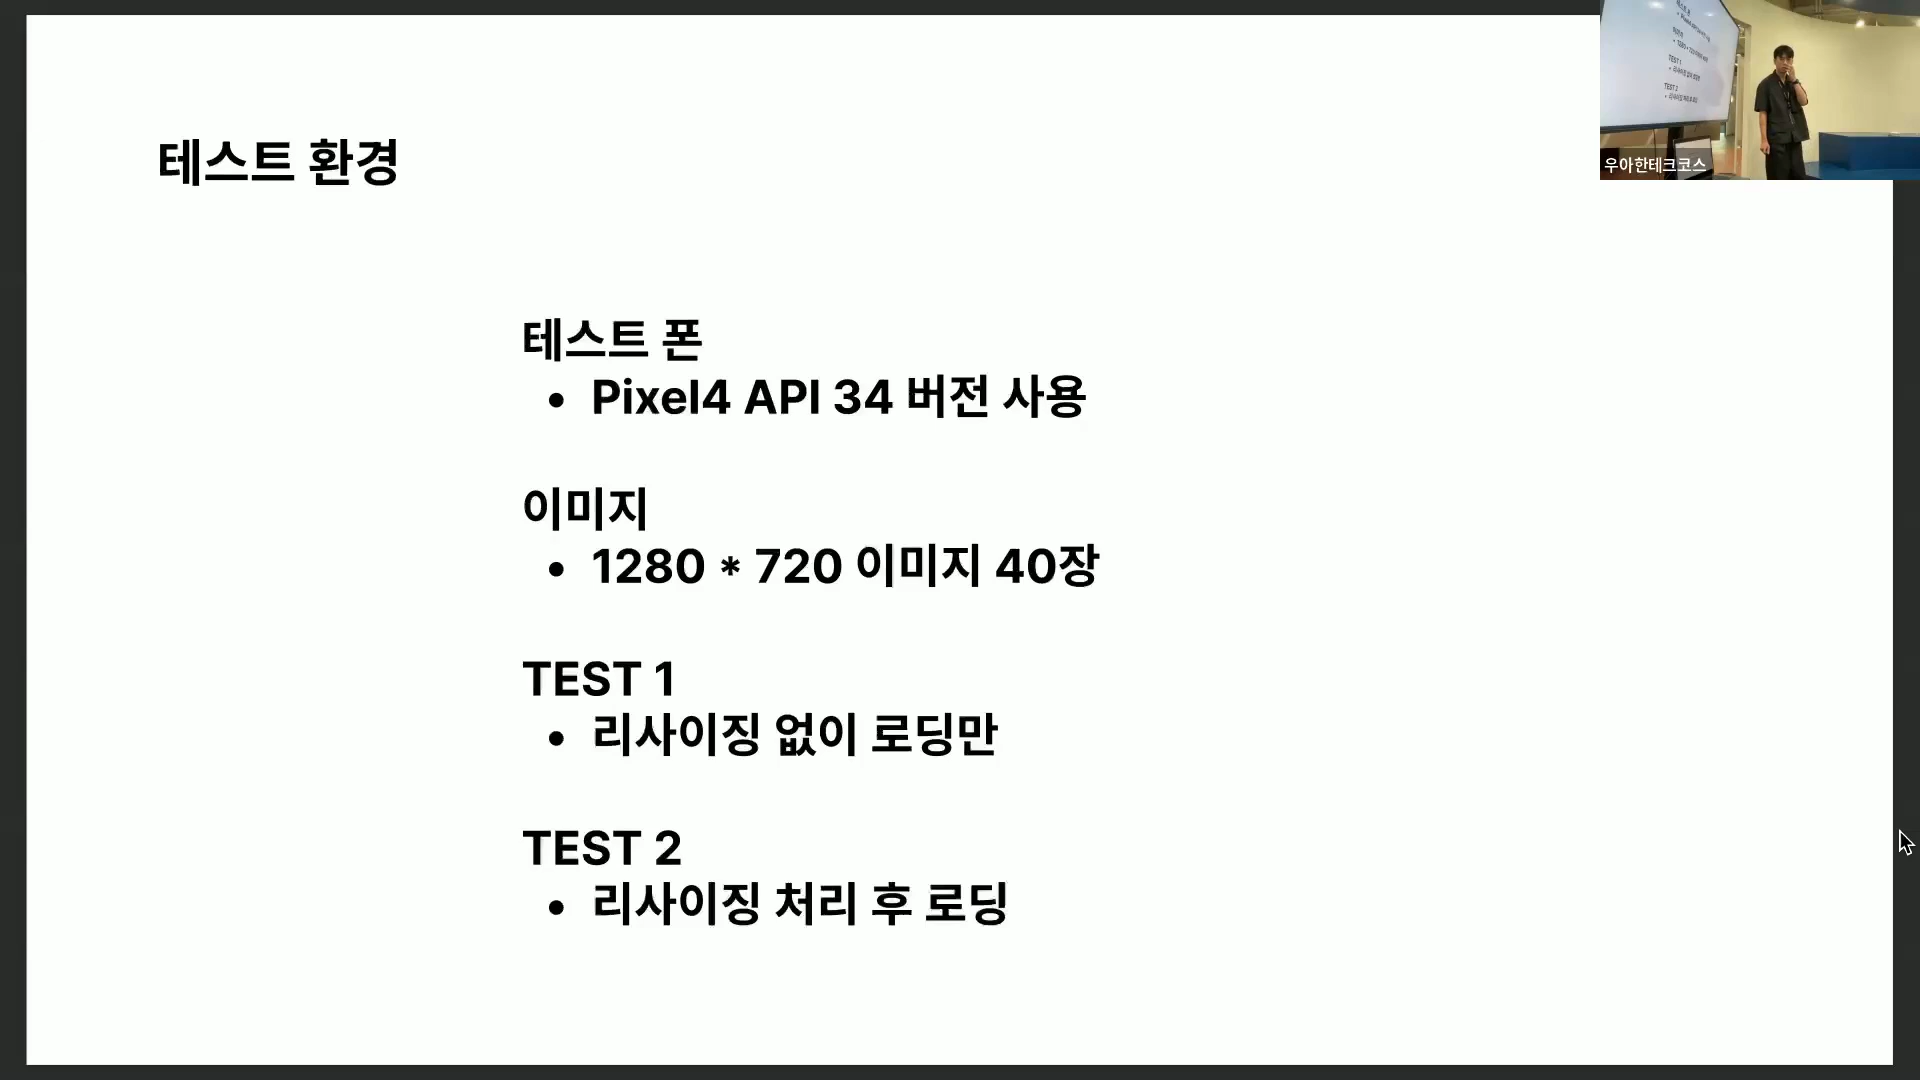 테스트 환경
테스트 폰
• Pixel4 API 34 버전 사용
이미지
• 1280 * 720 이미지 40장
TEST 1
• 리사이징 없이 로딩만
TEST 2
• 리사이징 처리 후 로딩
우아한테크코스